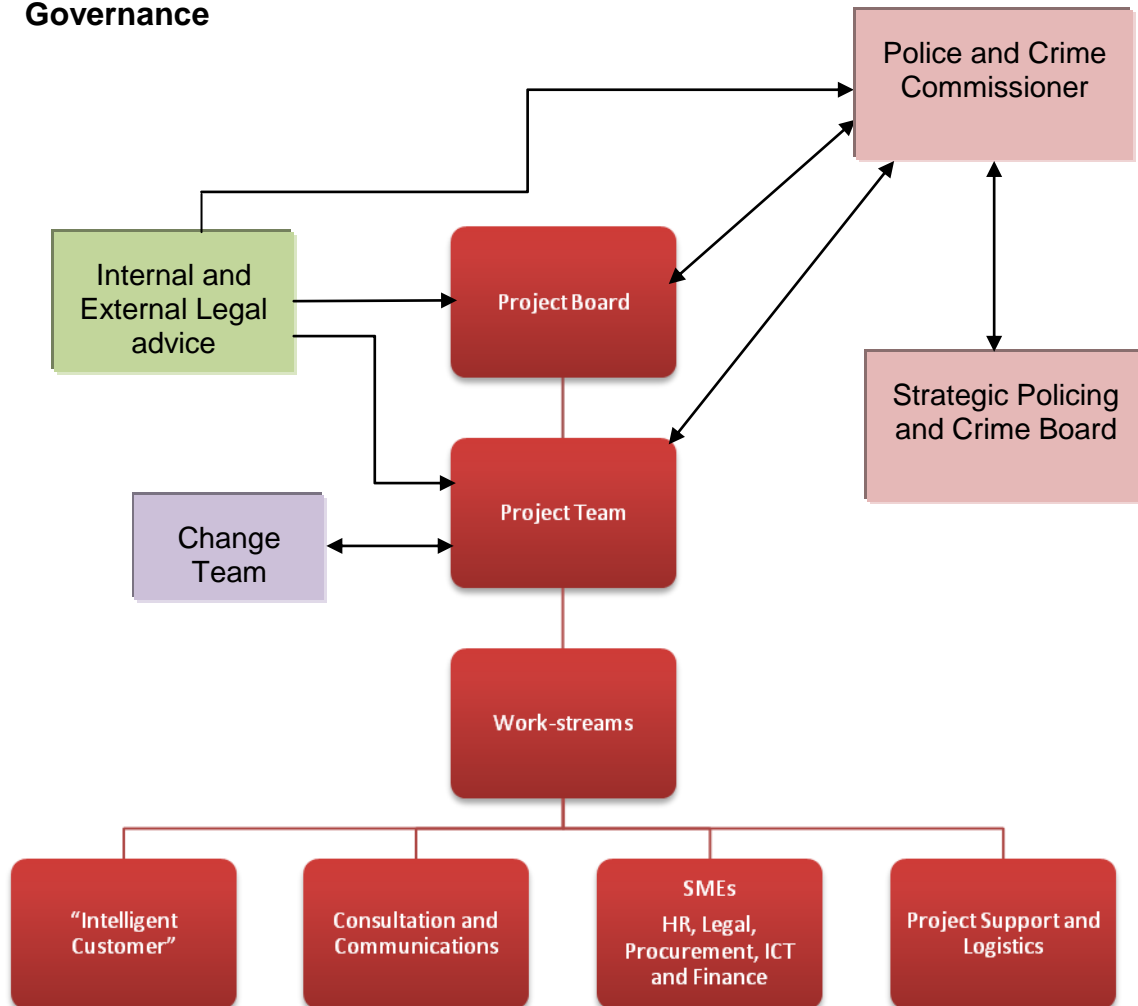 Governance
Police and Crime
Commissioner
Internal and
External Legal
advice
Project Board
Strategic Policing
and Crime Board
Project Team
Change
Team
Work-streams
“Intelligent
Customer”
Consultation and
Communications
SMEs
HR, Legal,
Procurement, ICT
and Finance
Project Support and
Logistics